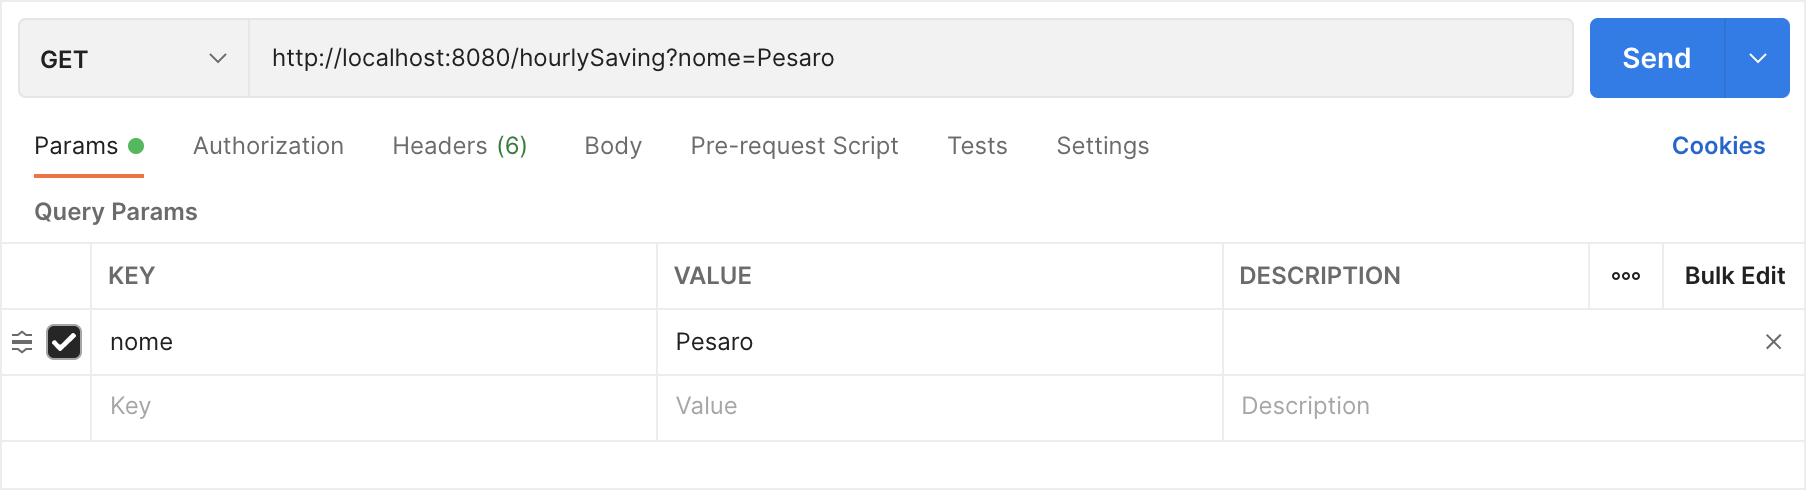 GET http://localhost:8080/hourlySaving?nome=Pesaro Send
Params Authorization Headers (6) Body Pre-request Script Tests Settings Cookies
Query Params
KEY VALUE DESCRIPTION Bulk Edit
nome Pesaro
Key Value Description